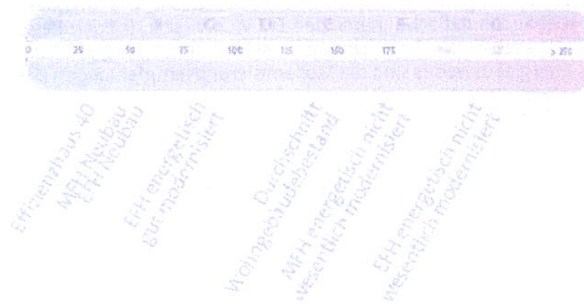 0 25 50 75 100 125 150 175 > 250
Effizienzhaus 40
MFH Neubau
EFH Neubau
EFH energetisch
gut modernisiert
Durchschnitt
Wohngebäudebestand
MFH energetisch nicht
wesentlich modernisiert
EFH energetisch nicht
wesentlich modernisiert